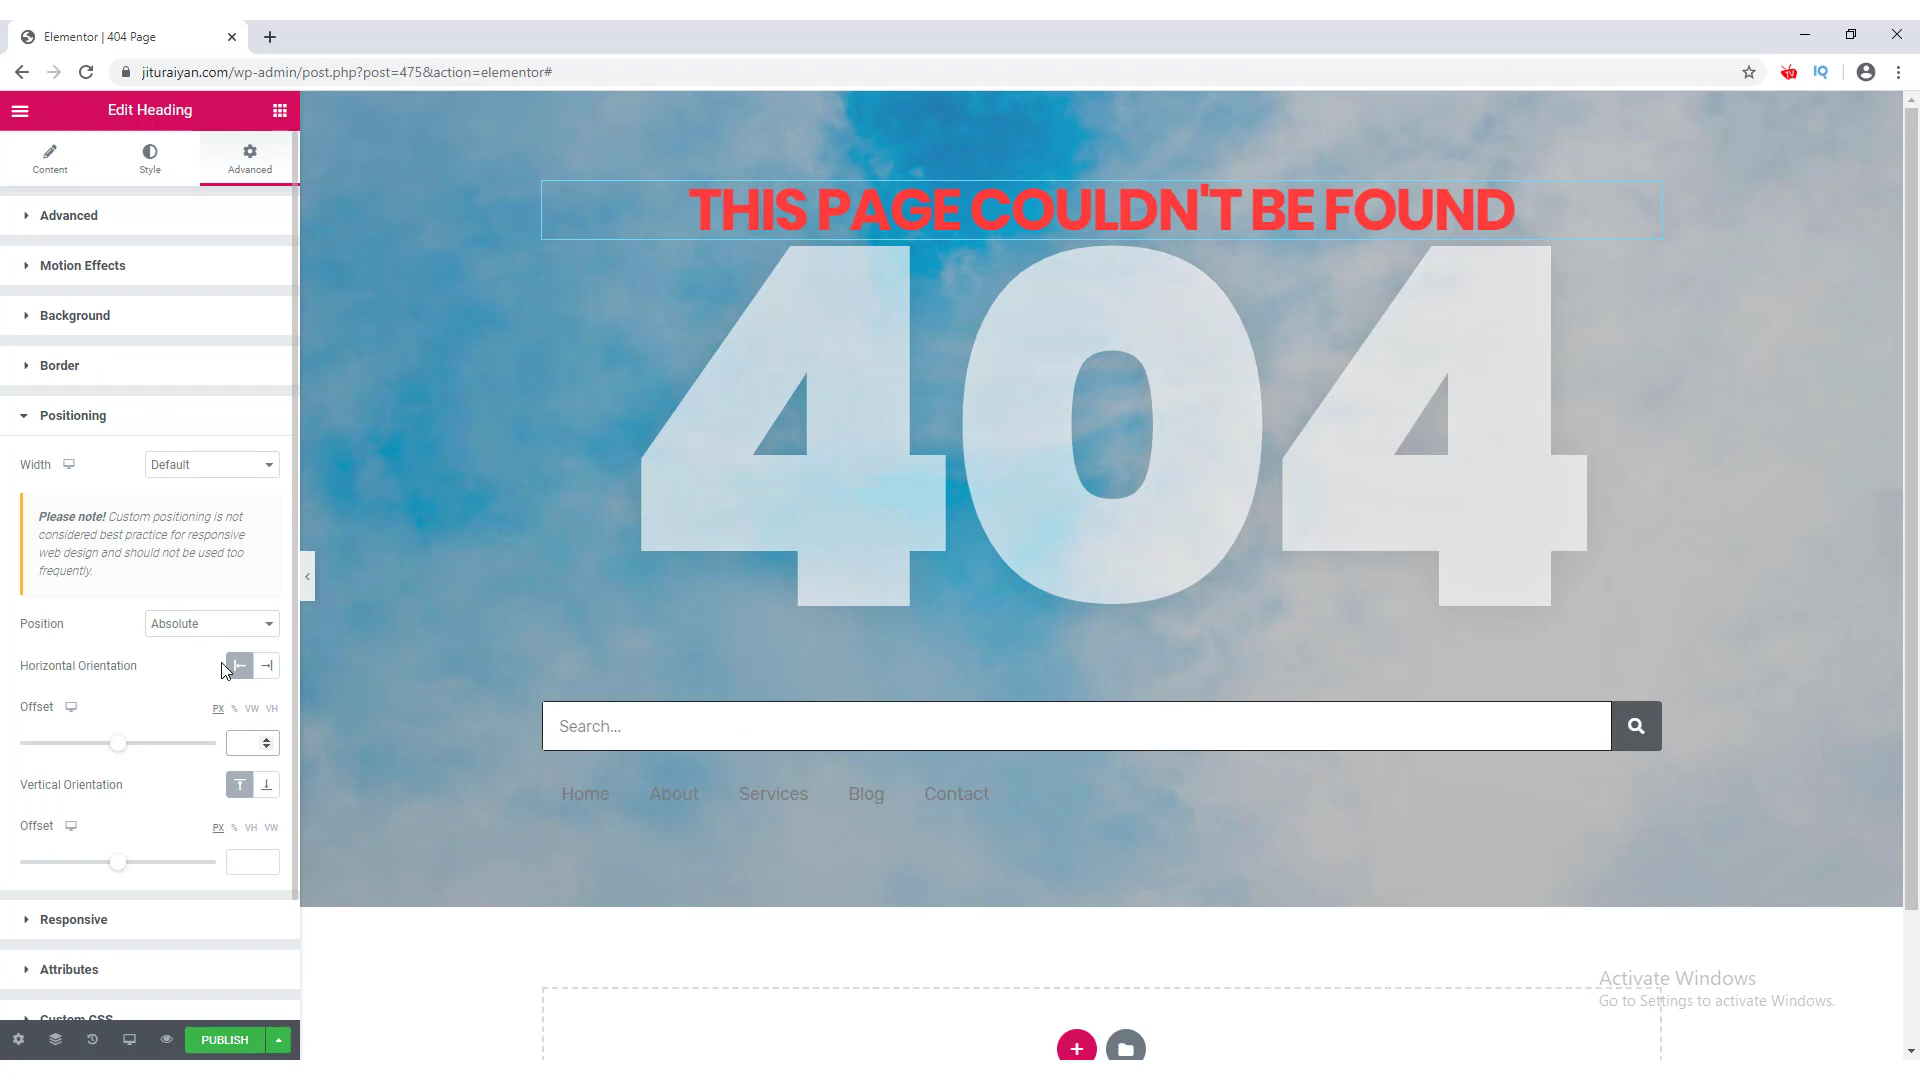 Elementor | 404 Page
jituraiyan.com/wp-admin/post.php?post=475&action=elementor#
IQ
Edit Heading
Content
Style
Advanced
Advanced
Motion Effects
Background
Border
Positioning
Width
Default
Please note! Custom positioning is not
considered best practice for responsive
web design and should not be used too
frequently.
Position
Absolute
Horizontal Orientation
Offset
PX % VW VH
Vertical Orientation
Offset
PX % VH VW
Responsive
Attributes
Custom CSS
PUBLISH
THIS PAGE COULDN'T BE FOUND
404
Search...
Home About Services Blog Contact
Activate Windows
Go to Settings to activate Windows.